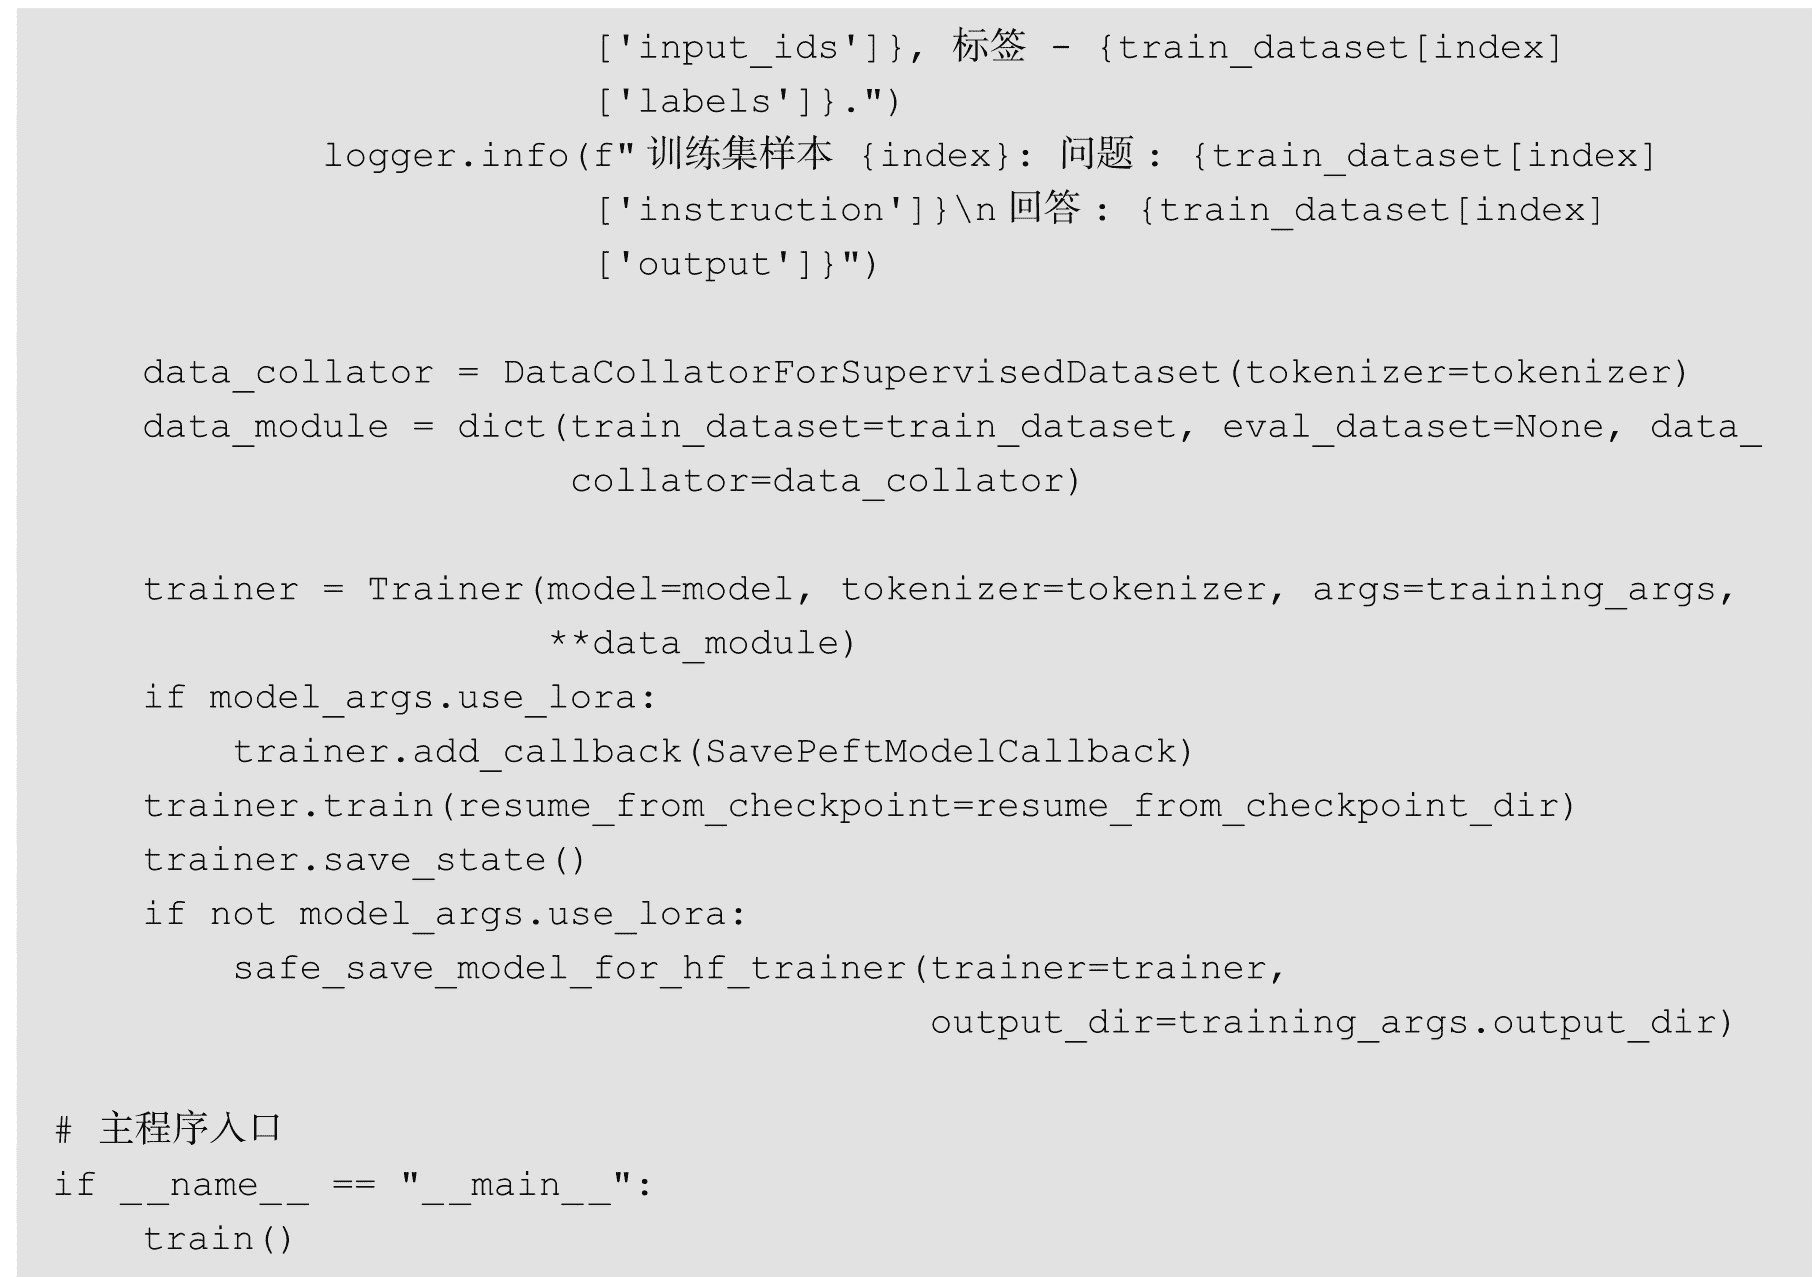 ['input_ids']}, 标签 - {train_dataset[index]
['labels']}.")
logger.info(f"训练集样本 {index}: 问题: {train_dataset[index]
['instruction']}\n回答: {train_dataset[index]
['output']}")
data_collator = DataCollatorForSupervisedDataset(tokenizer=tokenizer)
data_module = dict(train_dataset=train_dataset, eval_dataset=None, data_
collator=data_collator)
trainer = Trainer(model=model, tokenizer=tokenizer, args=training_args,
**data_module)
if model_args.use_lora:
trainer.add_callback(SavePeftModelCallback)
trainer.train(resume_from_checkpoint=resume_from_checkpoint_dir)
trainer.save_state()
if not model_args.use_lora:
safe_save_model_for_hf_trainer(trainer=trainer,
output_dir=training_args.output_dir)
# 主程序入口
if __name__ == "__main__":
train()